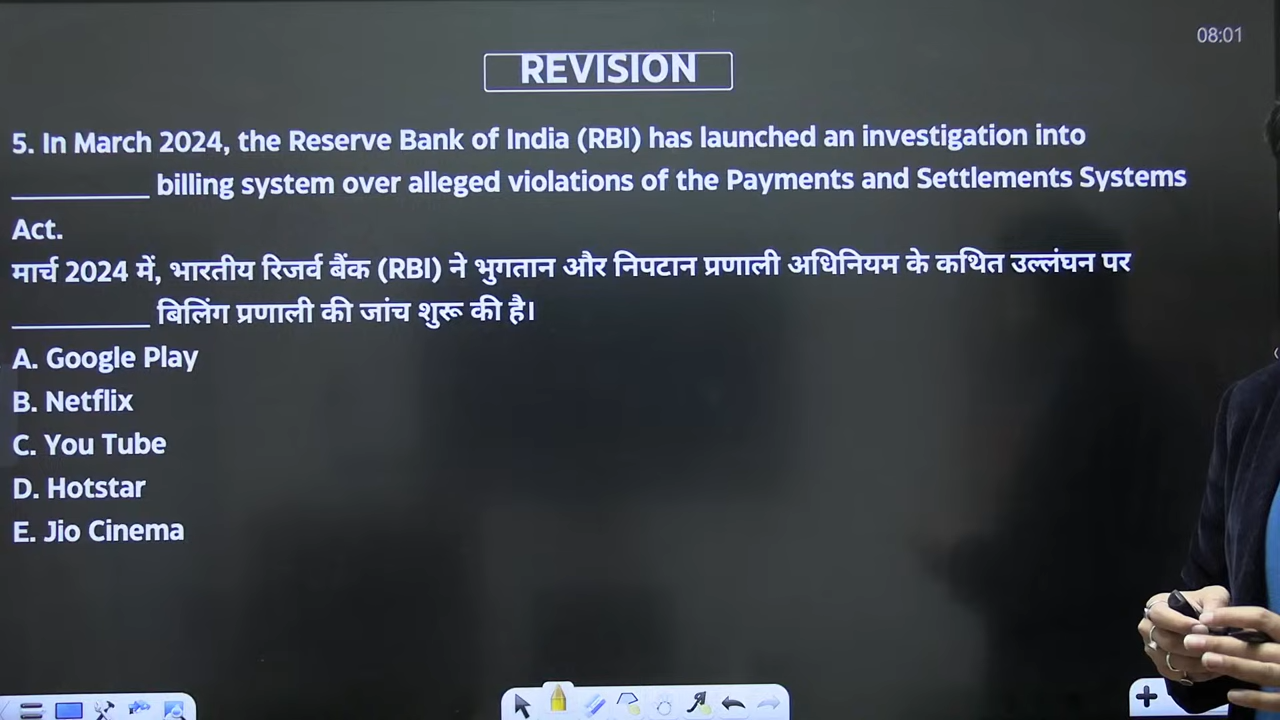 08:01
REVISION
5. In March 2024, the Reserve Bank of India (RBI) has launched an investigation into
__________ billing system over alleged violations of the Payments and Settlements Systems
Act.
मार्च 2024 में, भारतीय रिजर्व बैंक (RBI) ने भुगतान और निपटान प्रणाली अधिनियम के कथित उल्लंघन पर
__________ बिलिंग प्रणाली की जांच शुरू की है।
A. Google Play
B. Netflix
C. You Tube
D. Hotstar
E. Jio Cinema